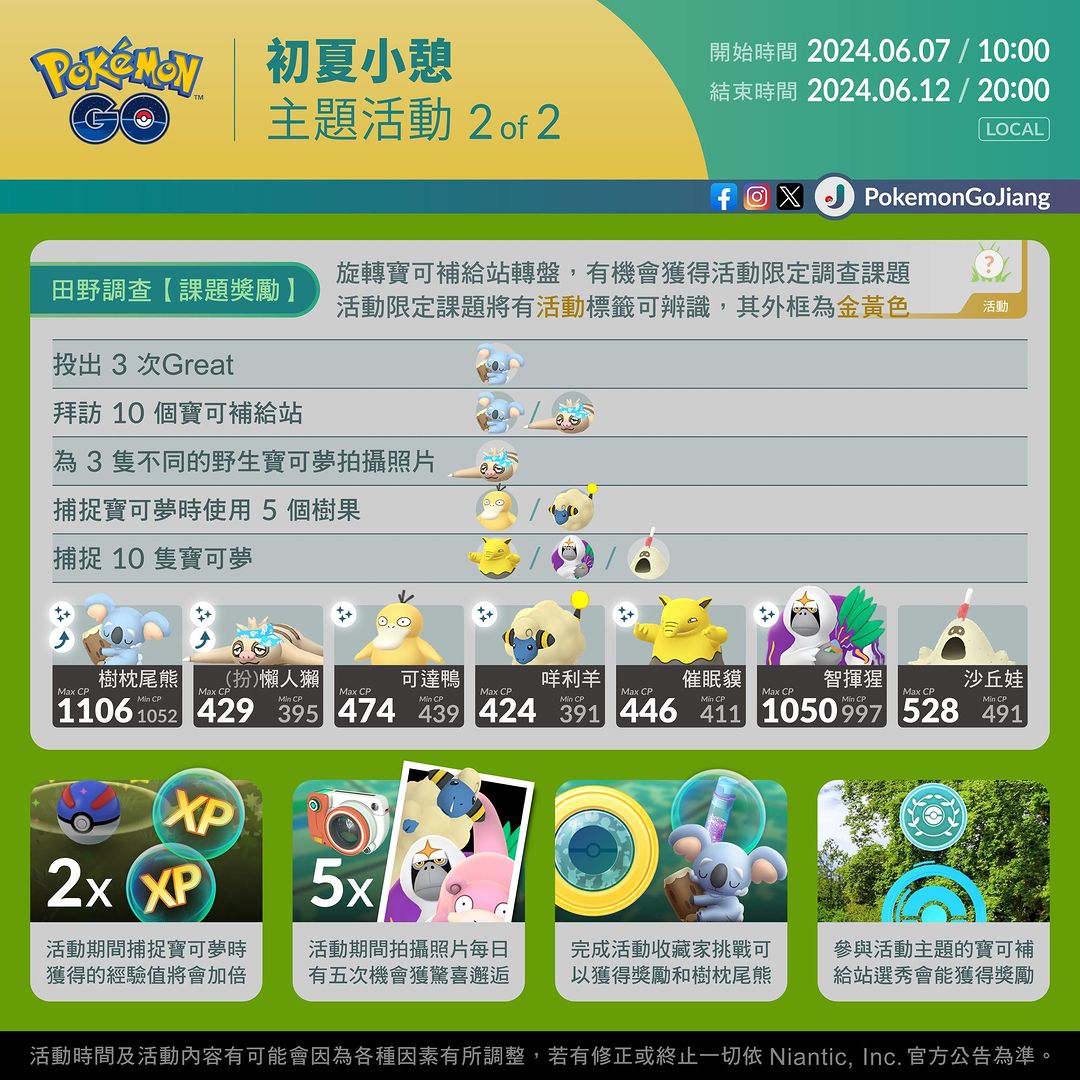 POKÉMON
GO
TM
初夏小憩
主題活動 2 of 2
開始時間 2024.06.07 / 10:00
結束時間 2024.06.12 / 20:00
LOCAL
PokemonGoJiang
田野調查【課題獎勵】
旋轉寶可補給站轉盤，有機會獲得活動限定調查課題
活動限定課題將有活動標籤可辨識，其外框為金黃色
?
活動
投出 3 次Great
拜訪 10 個寶可補給站
/
為 3 隻不同的野生寶可夢拍攝照片
捕捉寶可夢時使用 5 個樹果
/
捕捉 10 隻寶可夢
/ /
樹枕尾熊
Max CP 1106 Min CP 1052
(扮)懶人獺
Max CP 429 Min CP 395
可達鴨
Max CP 474 Min CP 439
咩利羊
Max CP 424 Min CP 391
催眠貘
Max CP 446 Min CP 411
智揮猩
Max CP 1050 Min CP 997
沙丘娃
Max CP 528 Min CP 491
XP
2x XP
活動期間捕捉寶可夢時
獲得的經驗值將會加倍
5x
活動期間拍攝照片每日
有五次機會獲驚喜邂逅
完成活動收藏家挑戰可
以獲得獎勵和樹枕尾熊
參與活動主題的寶可補
給站選秀會能獲得獎勵
活動時間及活動內容有可能會因為各種因素有所調整，若有修正或終止一切依 Niantic, Inc. 官方公告為準。